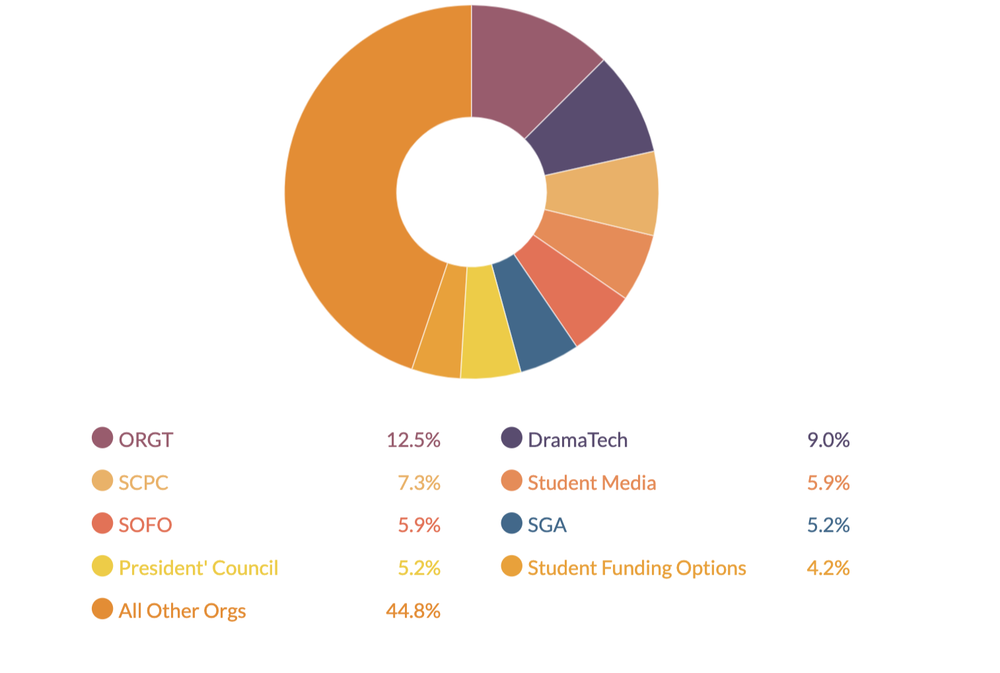 ORGT 12.5% DramaTech 9.0%
SCPC 7.3% Student Media 5.9%
SOFO 5.9% SGA 5.2%
President' Council 5.2% Student Funding Options 4.2%
All Other Orgs 44.8%